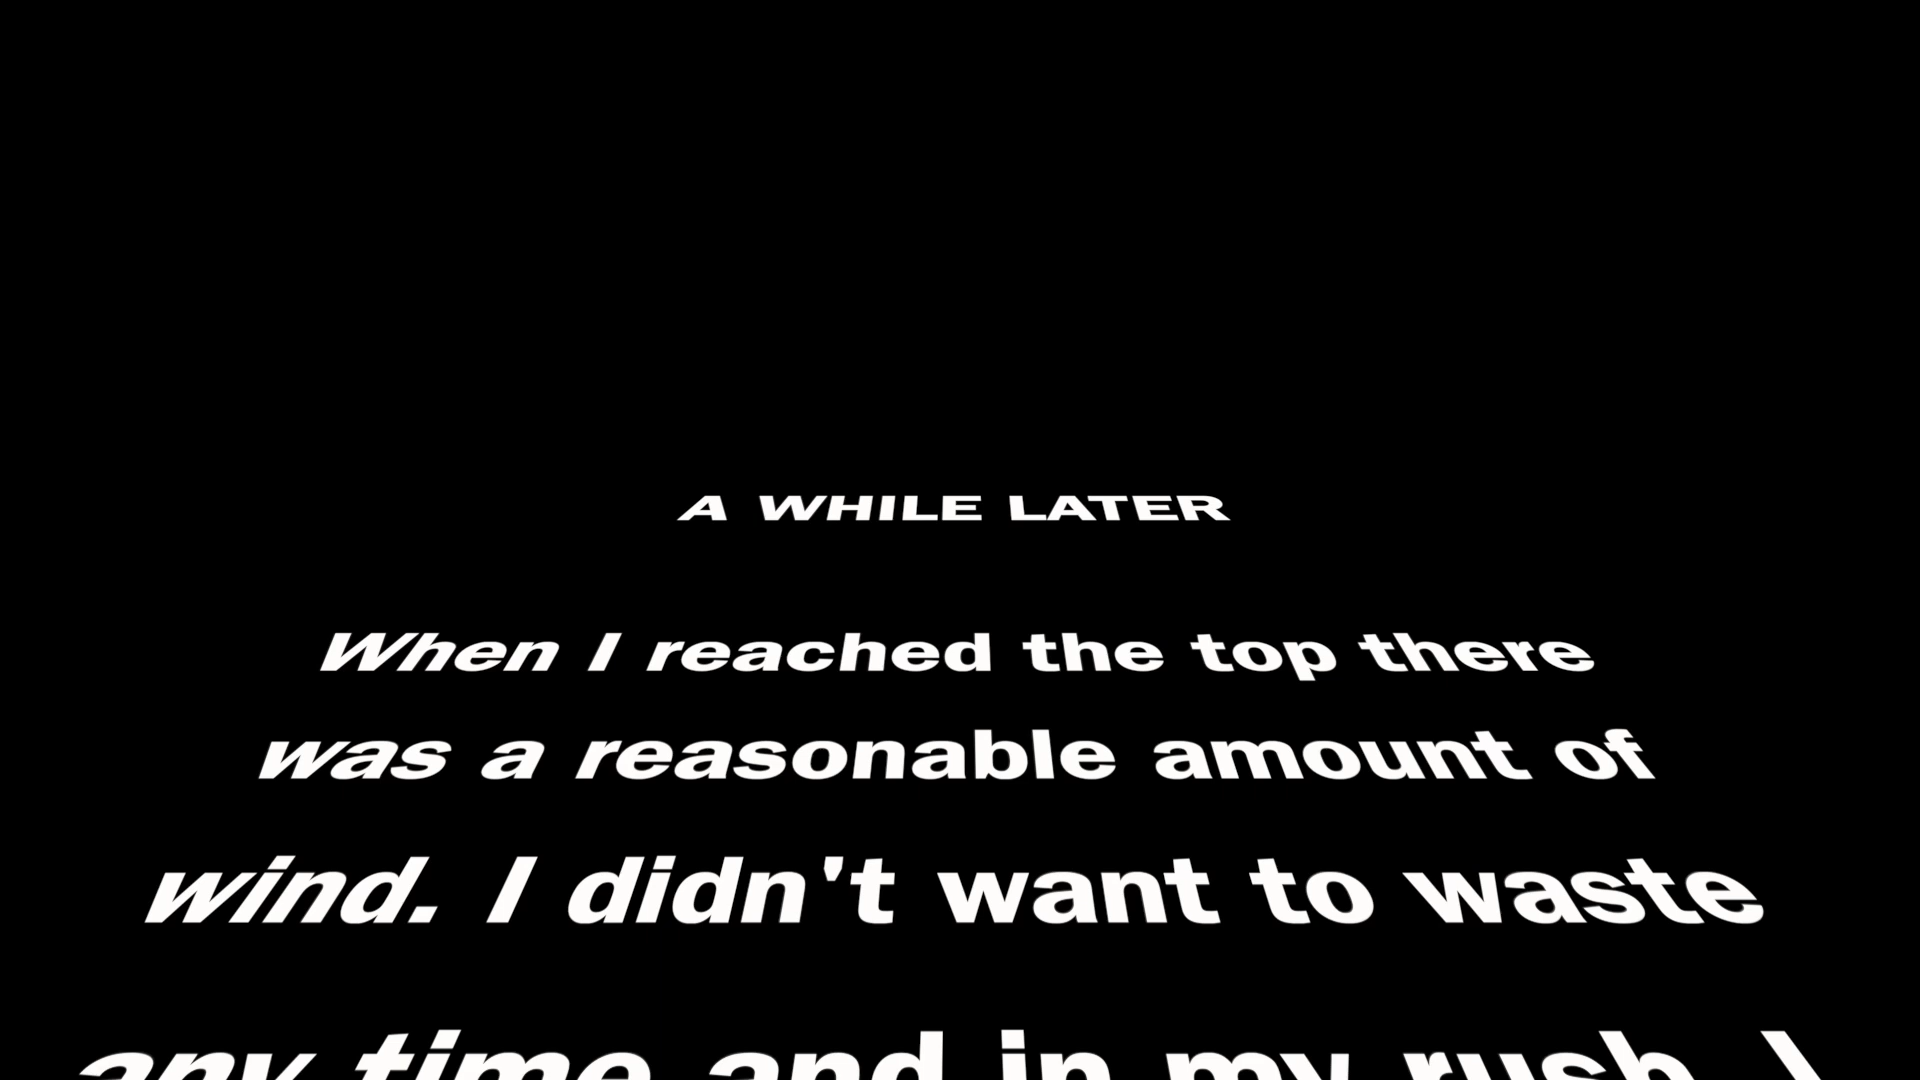 A WHILE LATER
When I reached the top there
was a reasonable amount of
wind. I didn't want to waste
any time and in my rush I